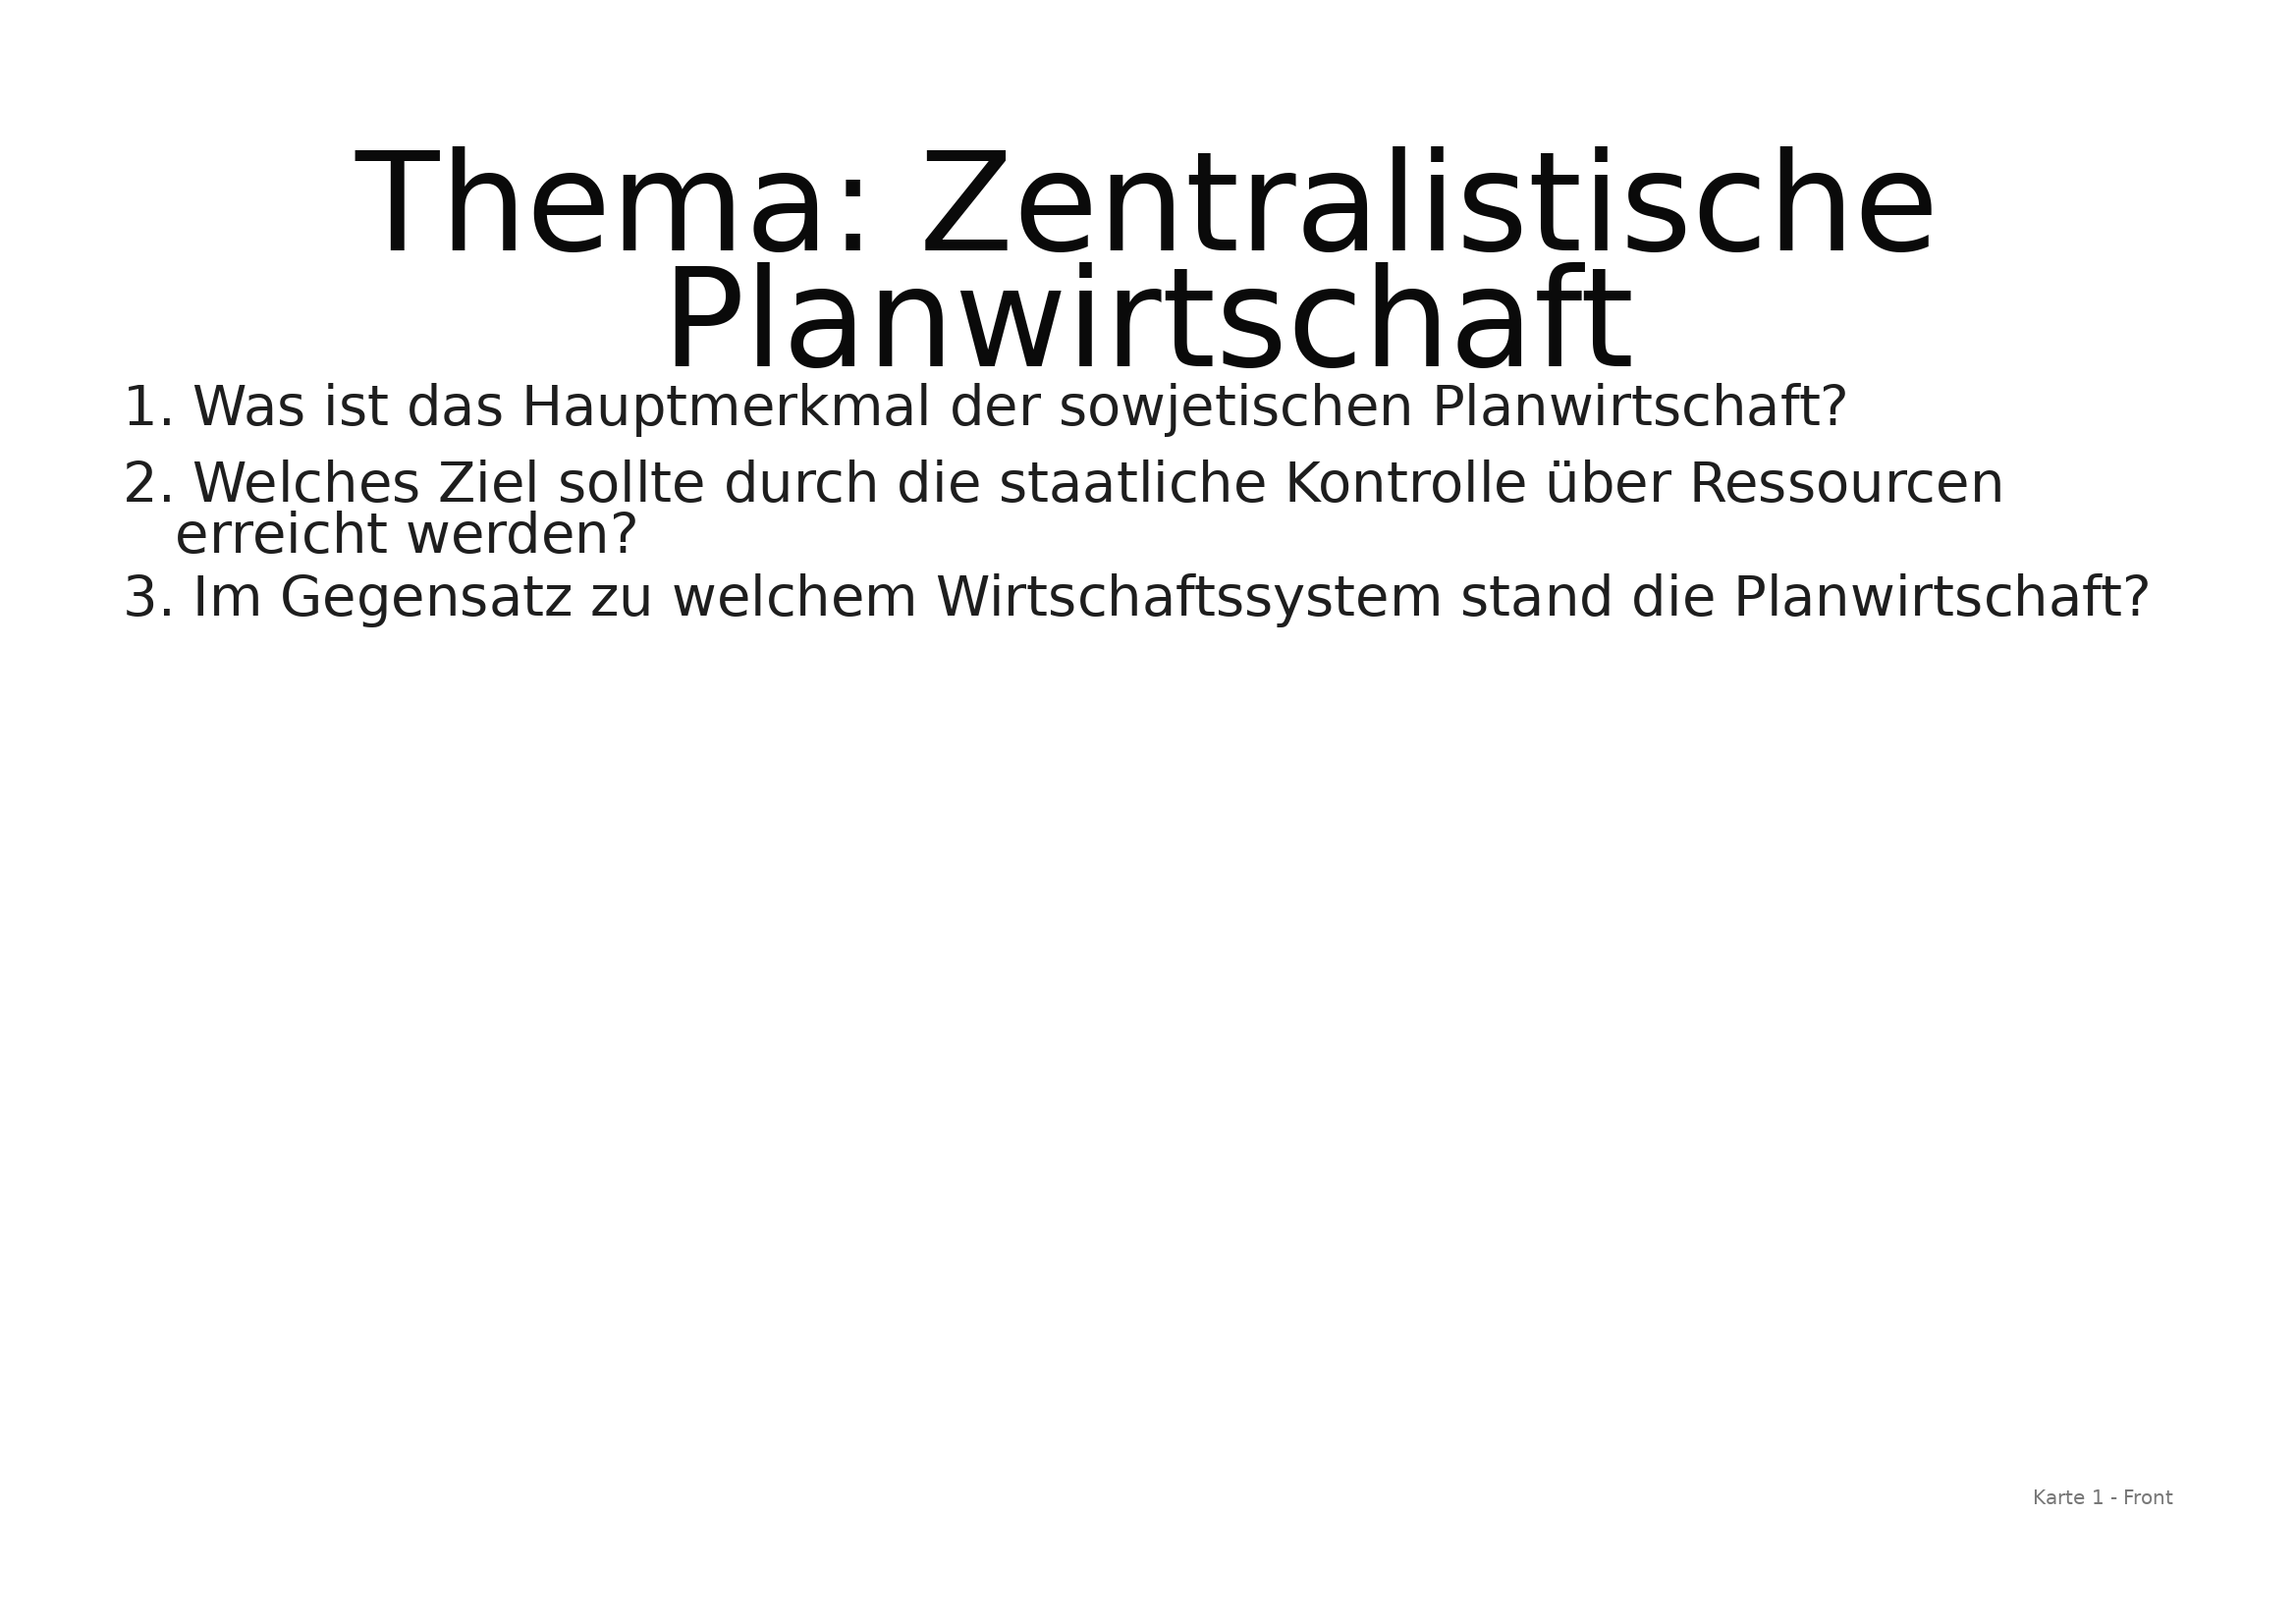 Thema: Zentralistische
Planwirtschaft
1. Was ist das Hauptmerkmal der sowjetischen Planwirtschaft?
2. Welches Ziel sollte durch die staatliche Kontrolle über Ressourcen
erreicht werden?
3. Im Gegensatz zu welchem Wirtschaftssystem stand die Planwirtschaft?
Karte 1 - Front